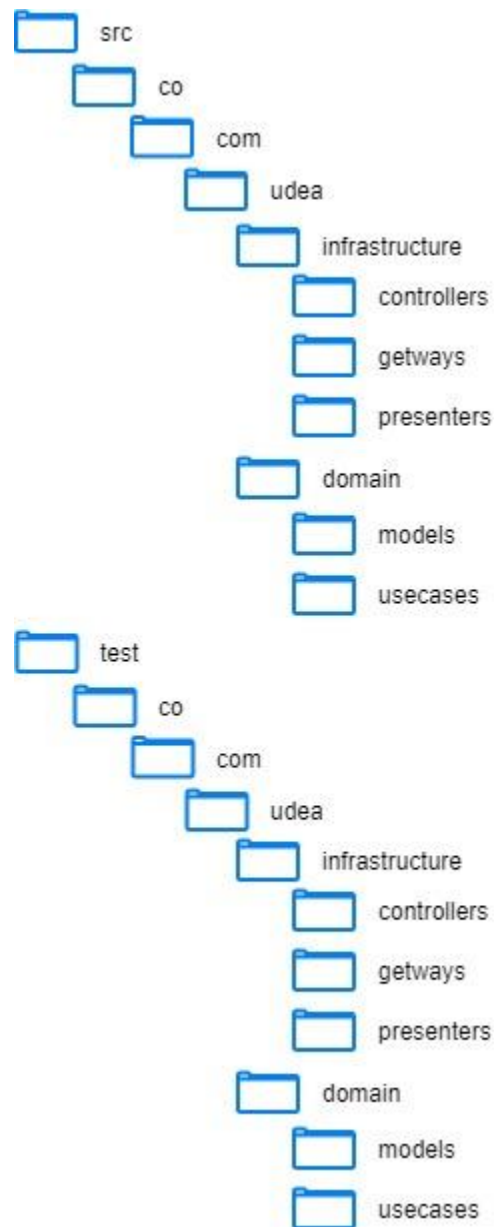 src
co
com
udea
infrastructure
controllers
getways
presenters
domain
models
usecases
test
co
com
udea
infrastructure
controllers
getways
presenters
domain
models
usecases